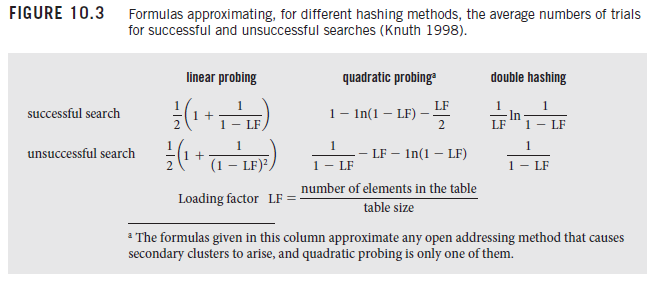 FIGURE 10.3 Formulas approximating, for different hashing methods, the average numbers of trials
for successful and unsuccessful searches (Knuth 1998).
linear probing quadratic probingᵃ double hashing
successful search 1/2 (1 + 1/(1 − LF)) 1 − ln(1 − LF) − LF/2 1/LF ln 1/(1 − LF)
unsuccessful search 1/2 (1 + 1/(1 − LF)²) 1/(1 − LF) − LF − ln(1 − LF) 1/(1 − LF)
Loading factor LF = number of elements in the table / table size
ᵃ The formulas given in this column approximate any open addressing method that causes
secondary clusters to arise, and quadratic probing is only one of them.